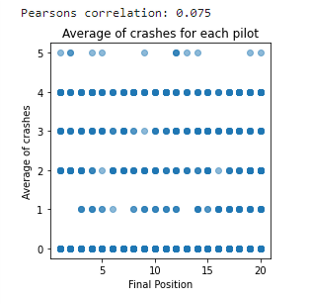 Pearsons correlation: 0.075
Average of crashes for each pilot
Average of crashes
5
4
3
2
1
0
5
10
15
20
Final Position